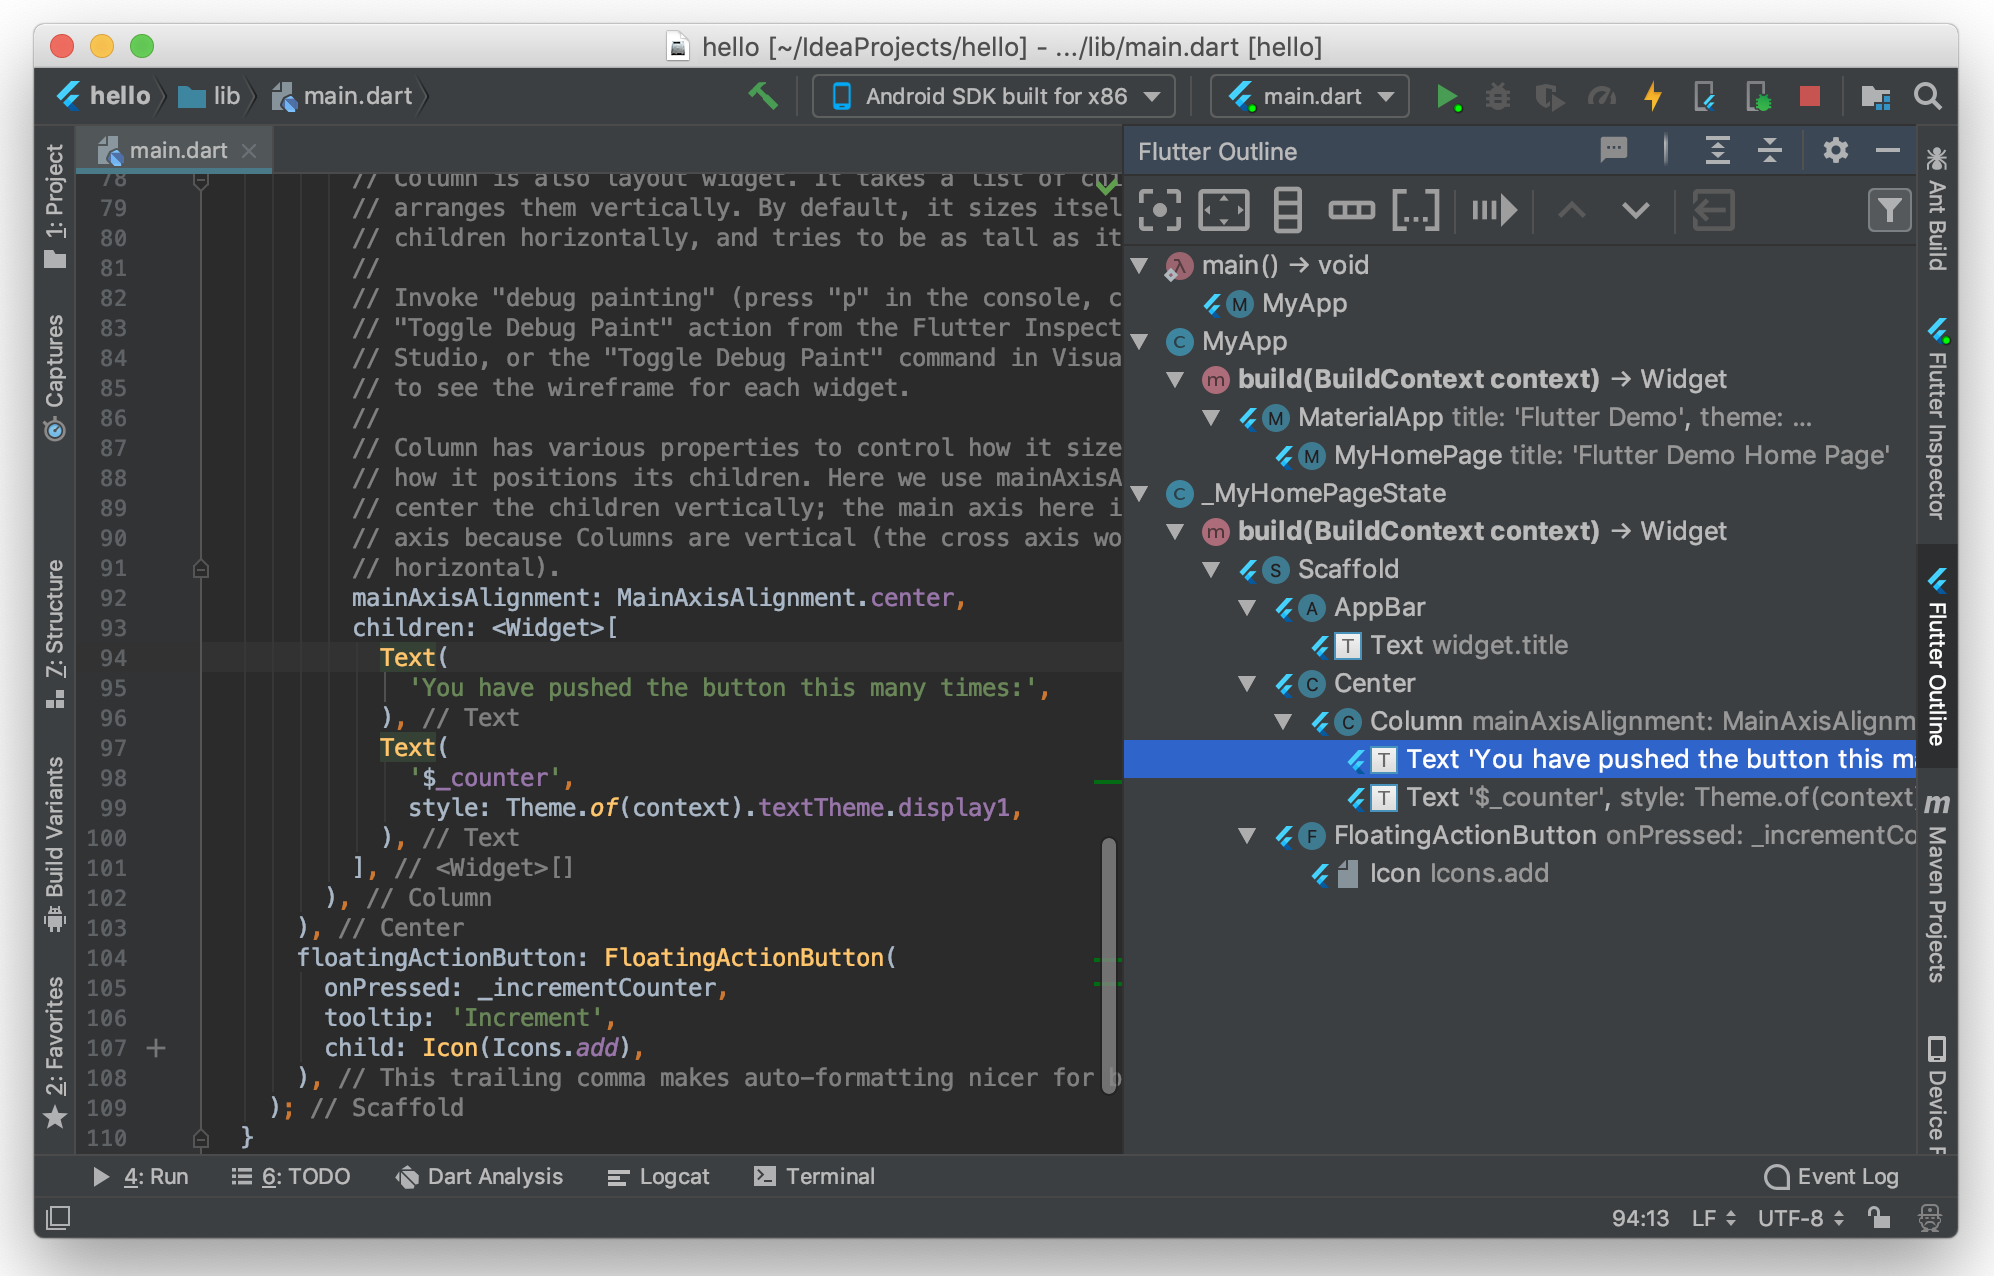 hello [~/IdeaProjects/hello] - .../lib/main.dart [hello]
hello lib main.dart
Android SDK built for x86
main.dart
1: Project
Captures
7: Structure
Build Variants
2: Favorites
main.dart
78 // Column is also layout widget. It takes a list of chi
79 // arranges them vertically. By default, it sizes itsel
80 // children horizontally, and tries to be as tall as it
81 //
82 // Invoke "debug painting" (press "p" in the console, c
83 // "Toggle Debug Paint" action from the Flutter Inspect
84 // Studio, or the "Toggle Debug Paint" command in Visua
85 // to see the wireframe for each widget.
86 //
87 // Column has various properties to control how it size
88 // how it positions its children. Here we use mainAxisA
89 // center the children vertically; the main axis here i
90 // axis because Columns are vertical (the cross axis wo
91 // horizontal).
92 mainAxisAlignment: MainAxisAlignment.center,
93 children: <Widget>[
94 Text(
95 'You have pushed the button this many times:',
96 ), // Text
97 Text(
98 '$_counter',
99 style: Theme.of(context).textTheme.display1,
100 ), // Text
101 ], // <Widget>[]
102 ), // Column
103 ), // Center
104 floatingActionButton: FloatingActionButton(
105 onPressed: _incrementCounter,
106 tooltip: 'Increment',
107 child: Icon(Icons.add),
108 ), // This trailing comma makes auto-formatting nicer for b
109 ); // Scaffold
110 }
Flutter Outline
main() → void
M MyApp
C MyApp
m build(BuildContext context) → Widget
M MaterialApp title: 'Flutter Demo', theme: ...
M MyHomePage title: 'Flutter Demo Home Page'
C _MyHomePageState
m build(BuildContext context) → Widget
S Scaffold
A AppBar
T Text widget.title
C Center
C Column mainAxisAlignment: MainAxisAlignm
T Text 'You have pushed the button this m
T Text '$_counter', style: Theme.of(context
F FloatingActionButton onPressed: _incrementCo
Icon Icons.add
Ant Build
Flutter Inspector
Flutter Outline
m Maven Projects
Device F
4: Run
6: TODO
Dart Analysis
Logcat
Terminal
Event Log
94:13 LF UTF-8